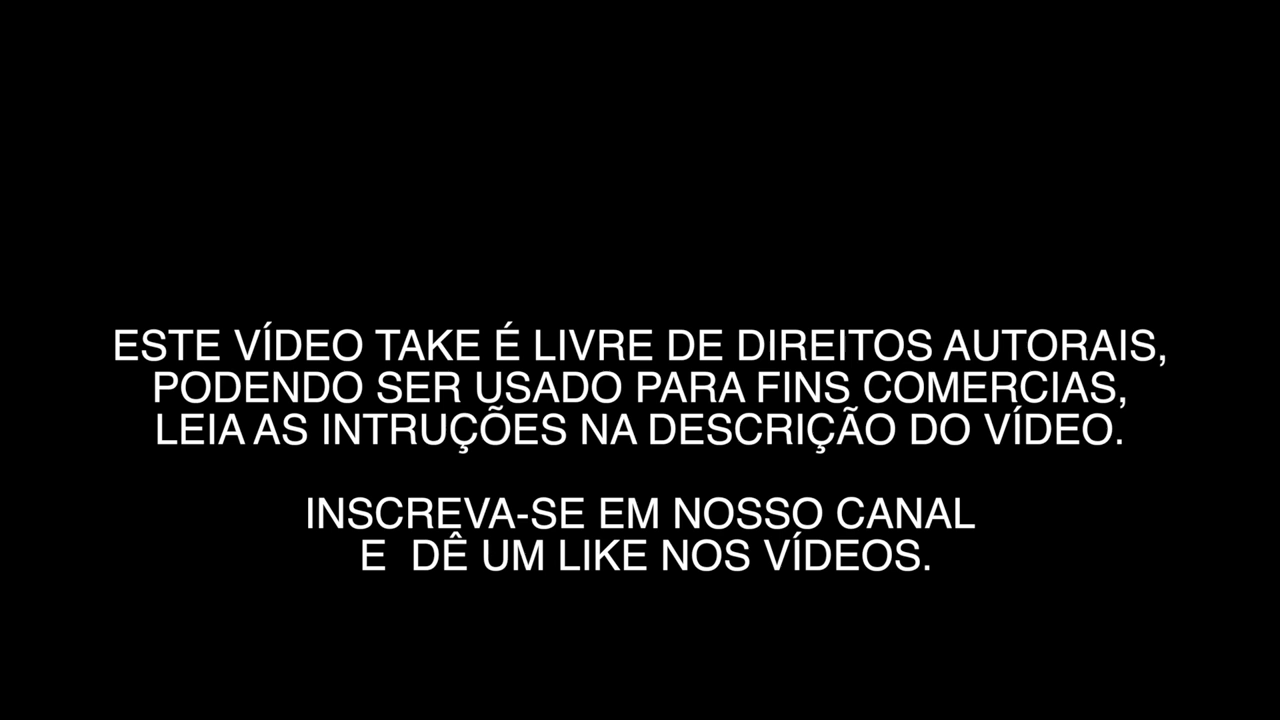 ESTE VÍDEO TAKE É LIVRE DE DIREITOS AUTORAIS,
PODENDO SER USADO PARA FINS COMERCIAS,
LEIA AS INTRUÇÕES NA DESCRIÇÃO DO VÍDEO.
INSCREVA-SE EM NOSSO CANAL
E  DÊ UM LIKE NOS VÍDEOS.